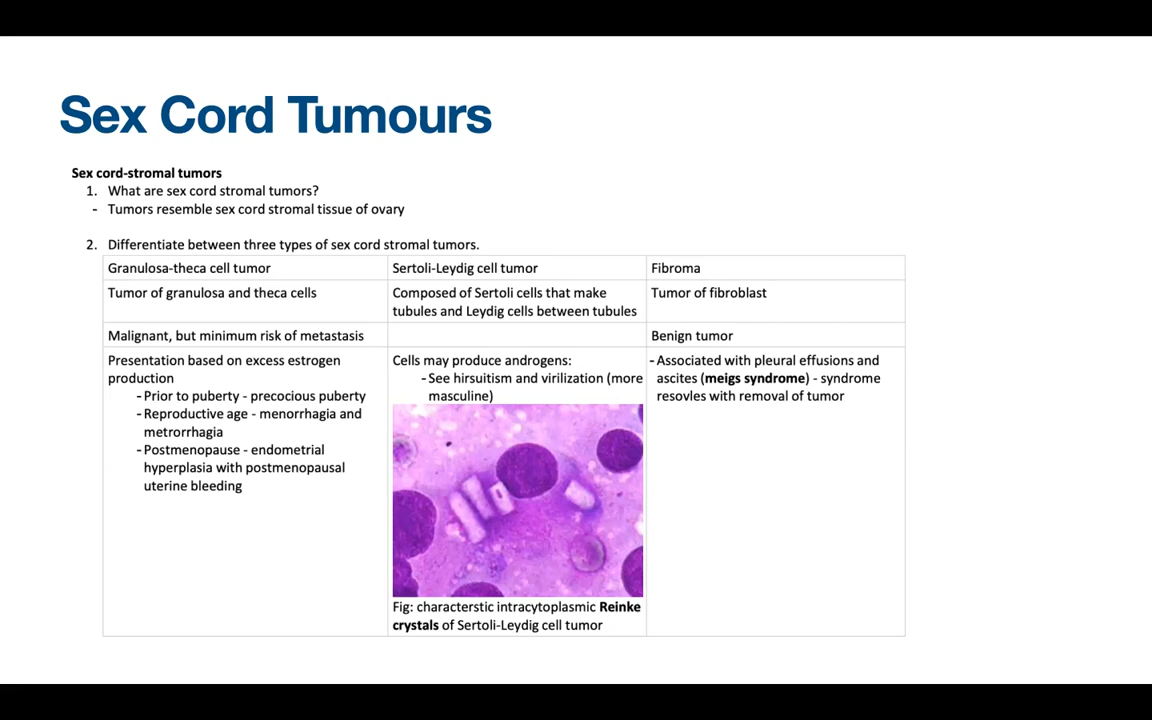 Sex Cord Tumours
Sex cord-stromal tumors
1. What are sex cord stromal tumors?
- Tumors resemble sex cord stromal tissue of ovary
2. Differentiate between three types of sex cord stromal tumors.
Granulosa-theca cell tumor
Sertoli-Leydig cell tumor
Fibroma
Tumor of granulosa and theca cells
Composed of Sertoli cells that make
tubules and Leydig cells between tubules
Tumor of fibroblast
Malignant, but minimum risk of metastasis
Benign tumor
Presentation based on excess estrogen
production
- Prior to puberty - precocious puberty
- Reproductive age - menorrhagia and
metrorrhagia
- Postmenopause - endometrial
hyperplasia with postmenopausal
uterine bleeding
Cells may produce androgens:
- See hirsuitism and virilization (more
masculine)
Fig: characterstic intracytoplasmic Reinke
crystals of Sertoli-Leydig cell tumor
- Associated with pleural effusions and
ascites (meigs syndrome) - syndrome
resovles with removal of tumor